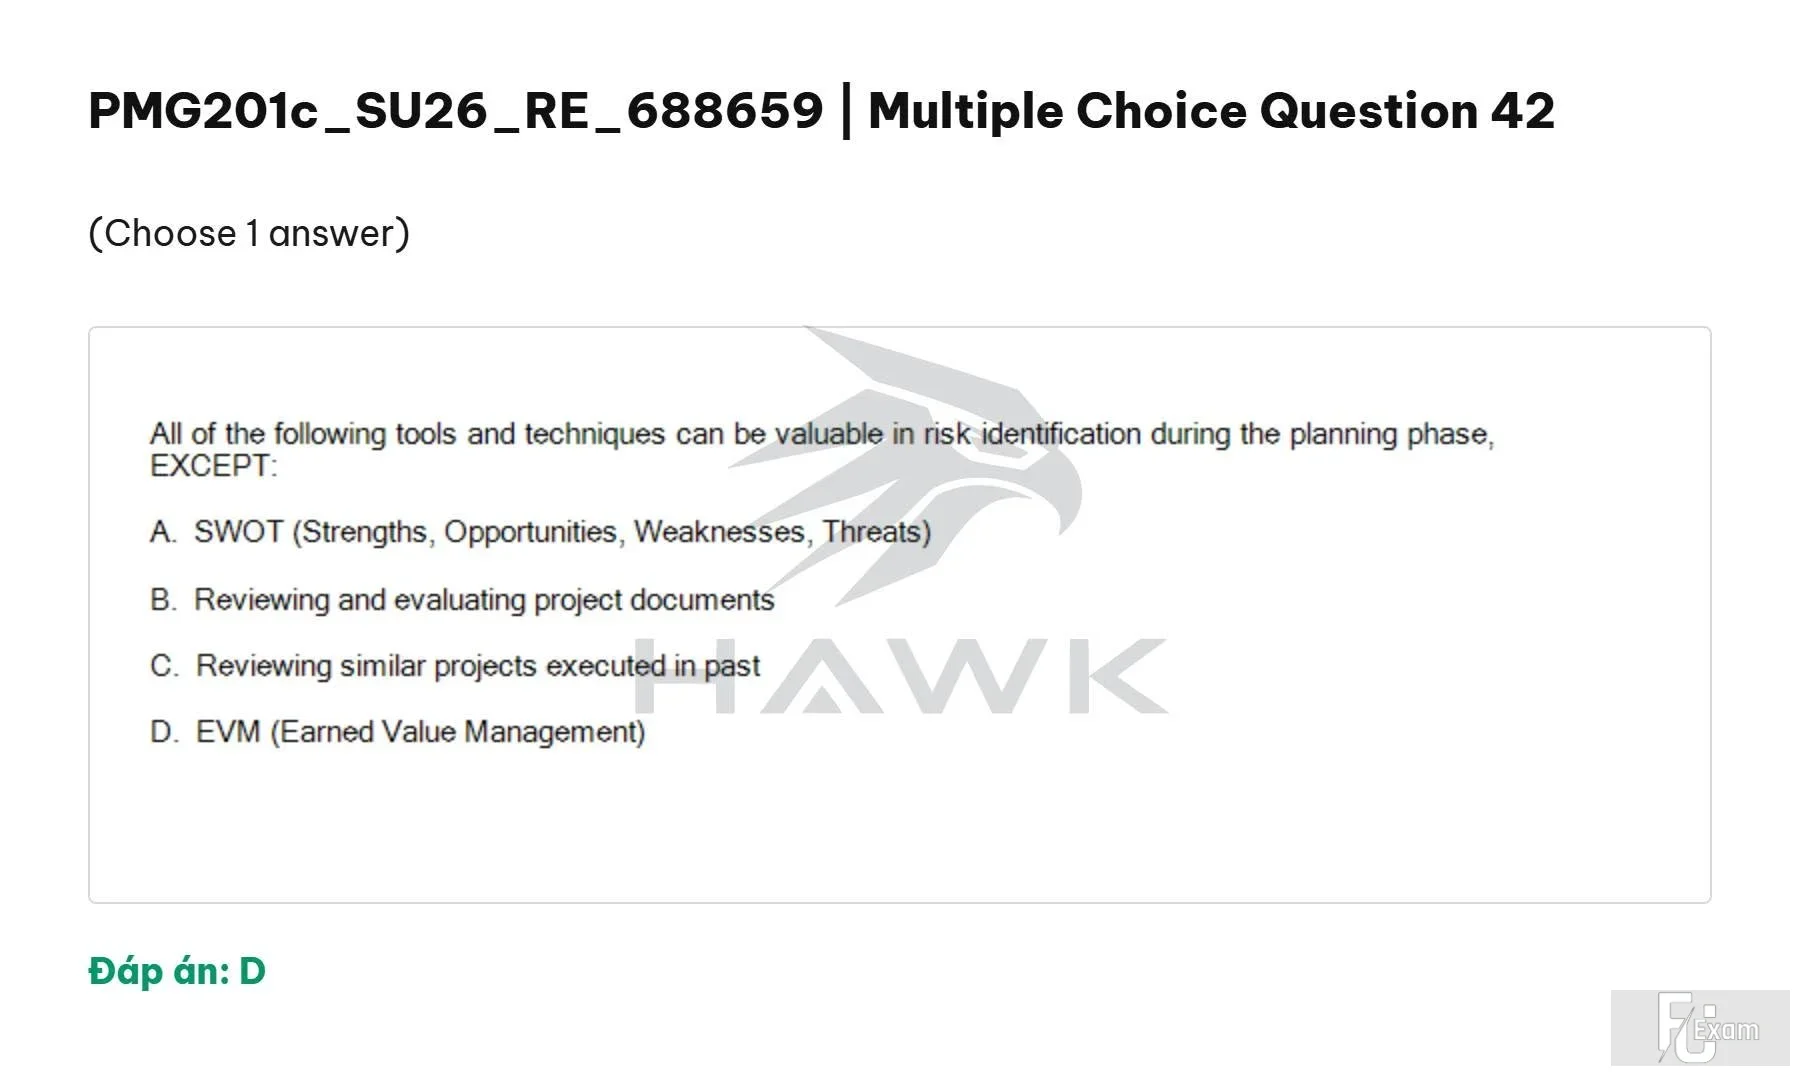 PMG201c_SU26_RE_688659 | Multiple Choice Question 42
(Choose 1 answer)
All of the following tools and techniques can be valuable in risk identification during the planning phase,
EXCEPT:
A. SWOT (Strengths, Opportunities, Weaknesses, Threats)
B. Reviewing and evaluating project documents
C. Reviewing similar projects executed in past
HAWK
D. EVM (Earned Value Management)
Đáp án: D
FU Exam